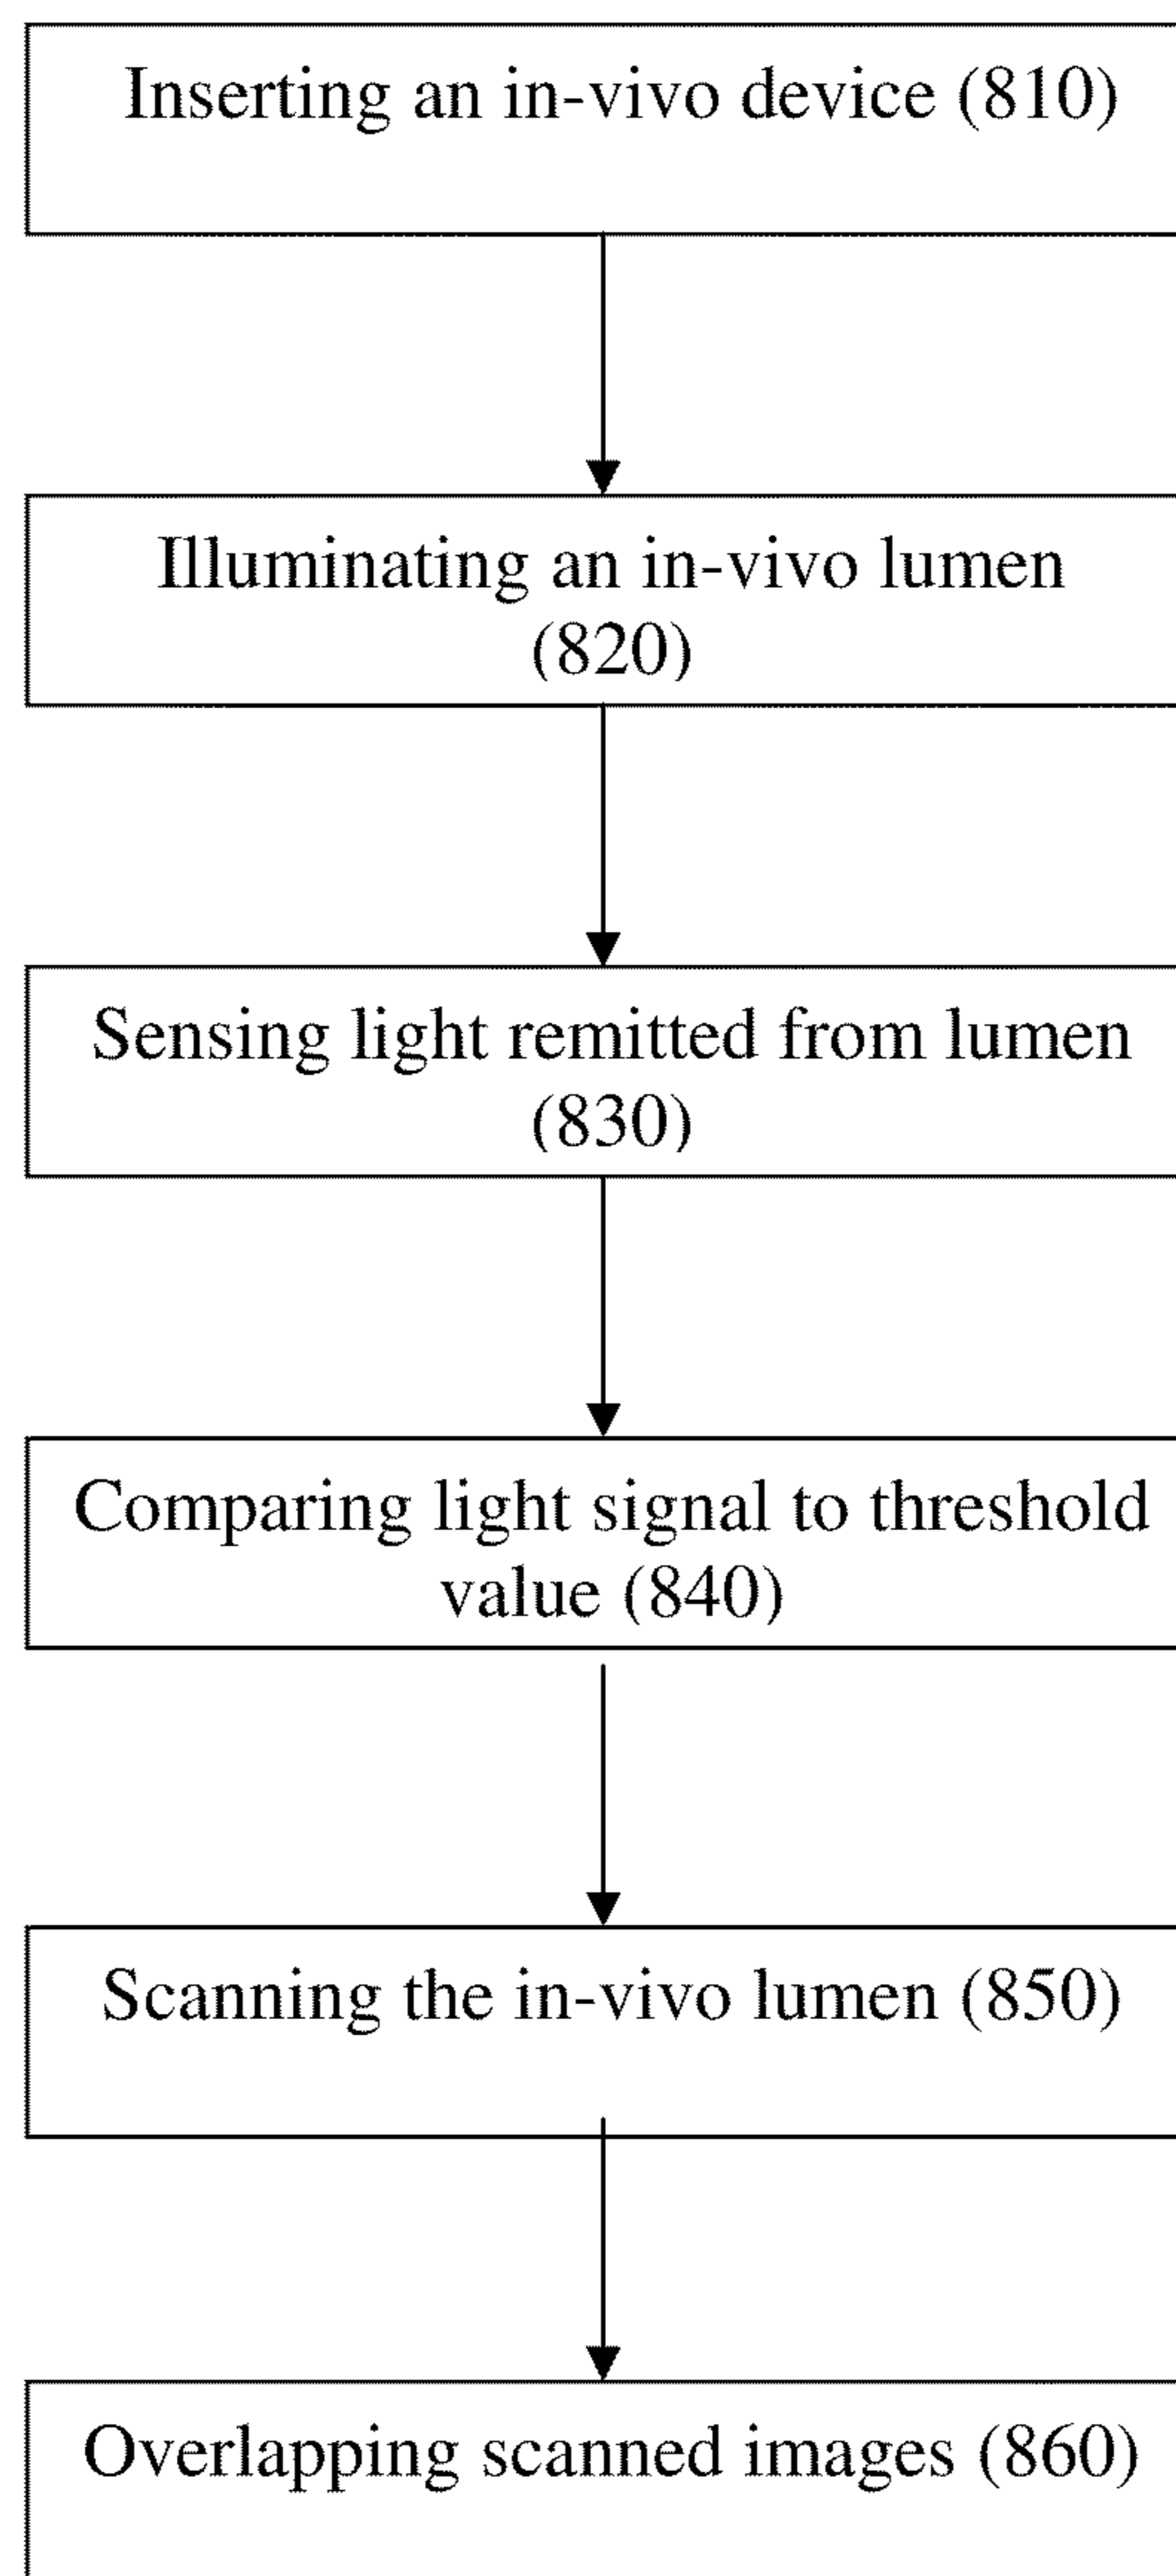 Inserting an in-vivo device (810)
Illuminating an in-vivo lumen
(820)
Sensing light remitted from lumen
(830)
Comparing light signal to threshold
value (840)
Scanning the in-vivo lumen (850)
Overlapping scanned images (860)